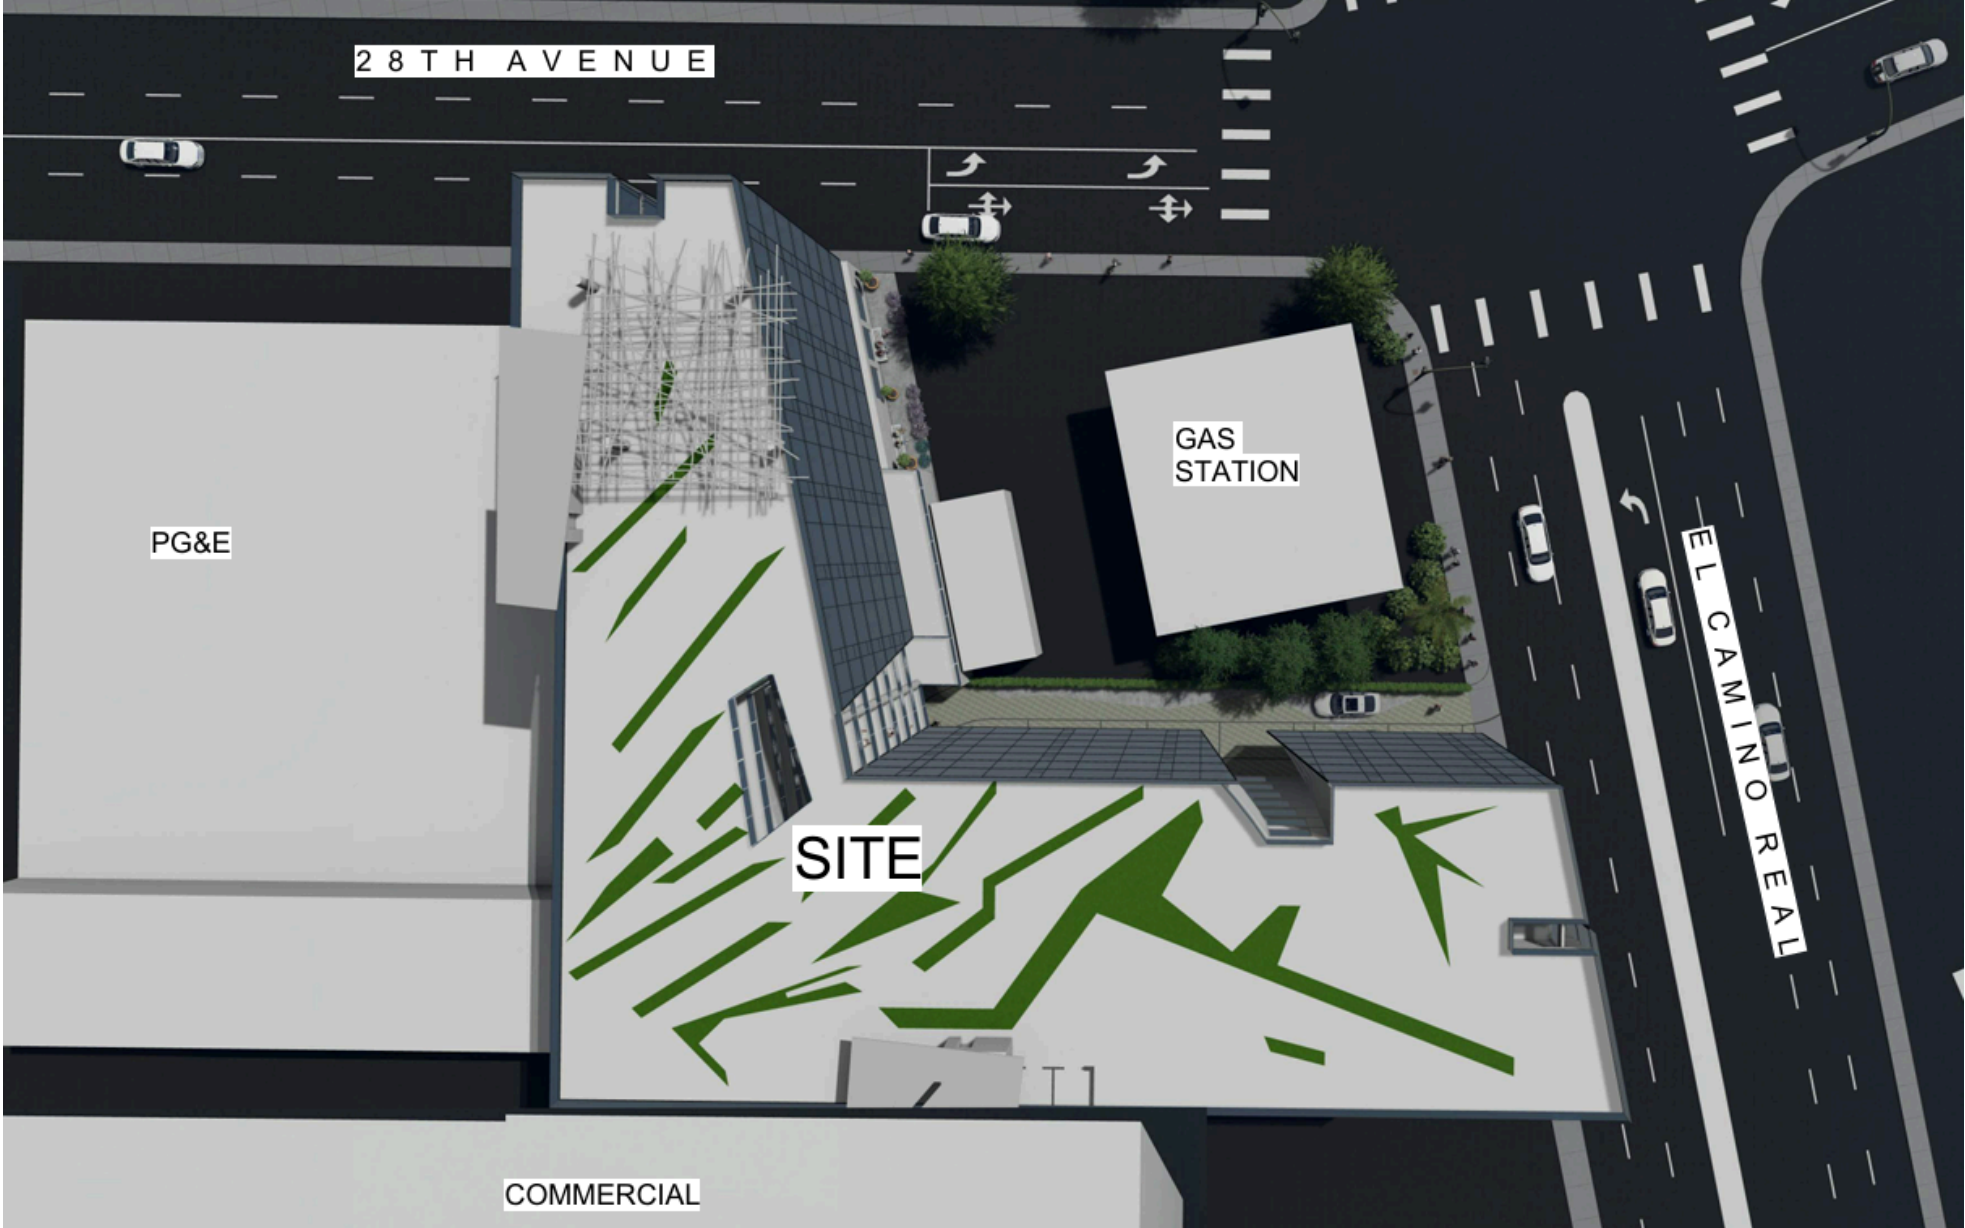 28TH AVENUE
GAS
STATION
PG&E
EL CAMINO REAL
SITE
COMMERCIAL